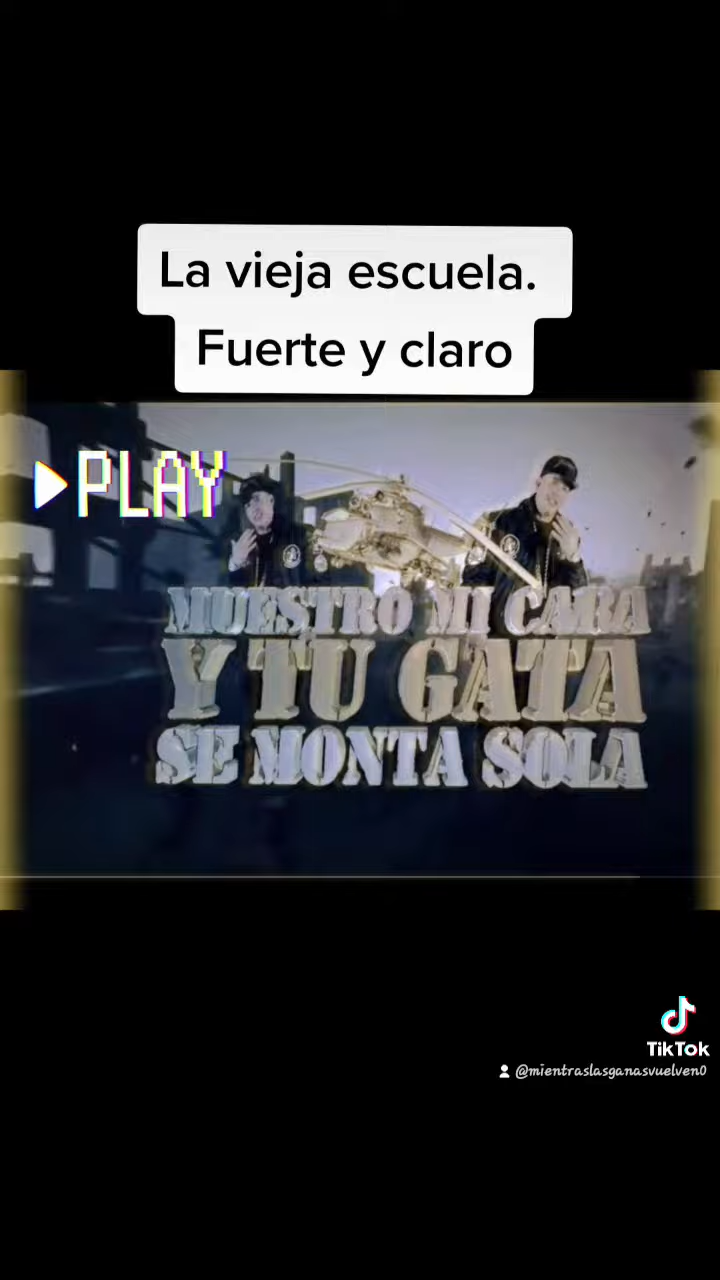 La vieja escuela.
Fuerte y claro
PLAY
MUESTRO MI CARA
Y TU GATA
SE MONTA SOLA
TikTok
@mientraslasganasvuelven0